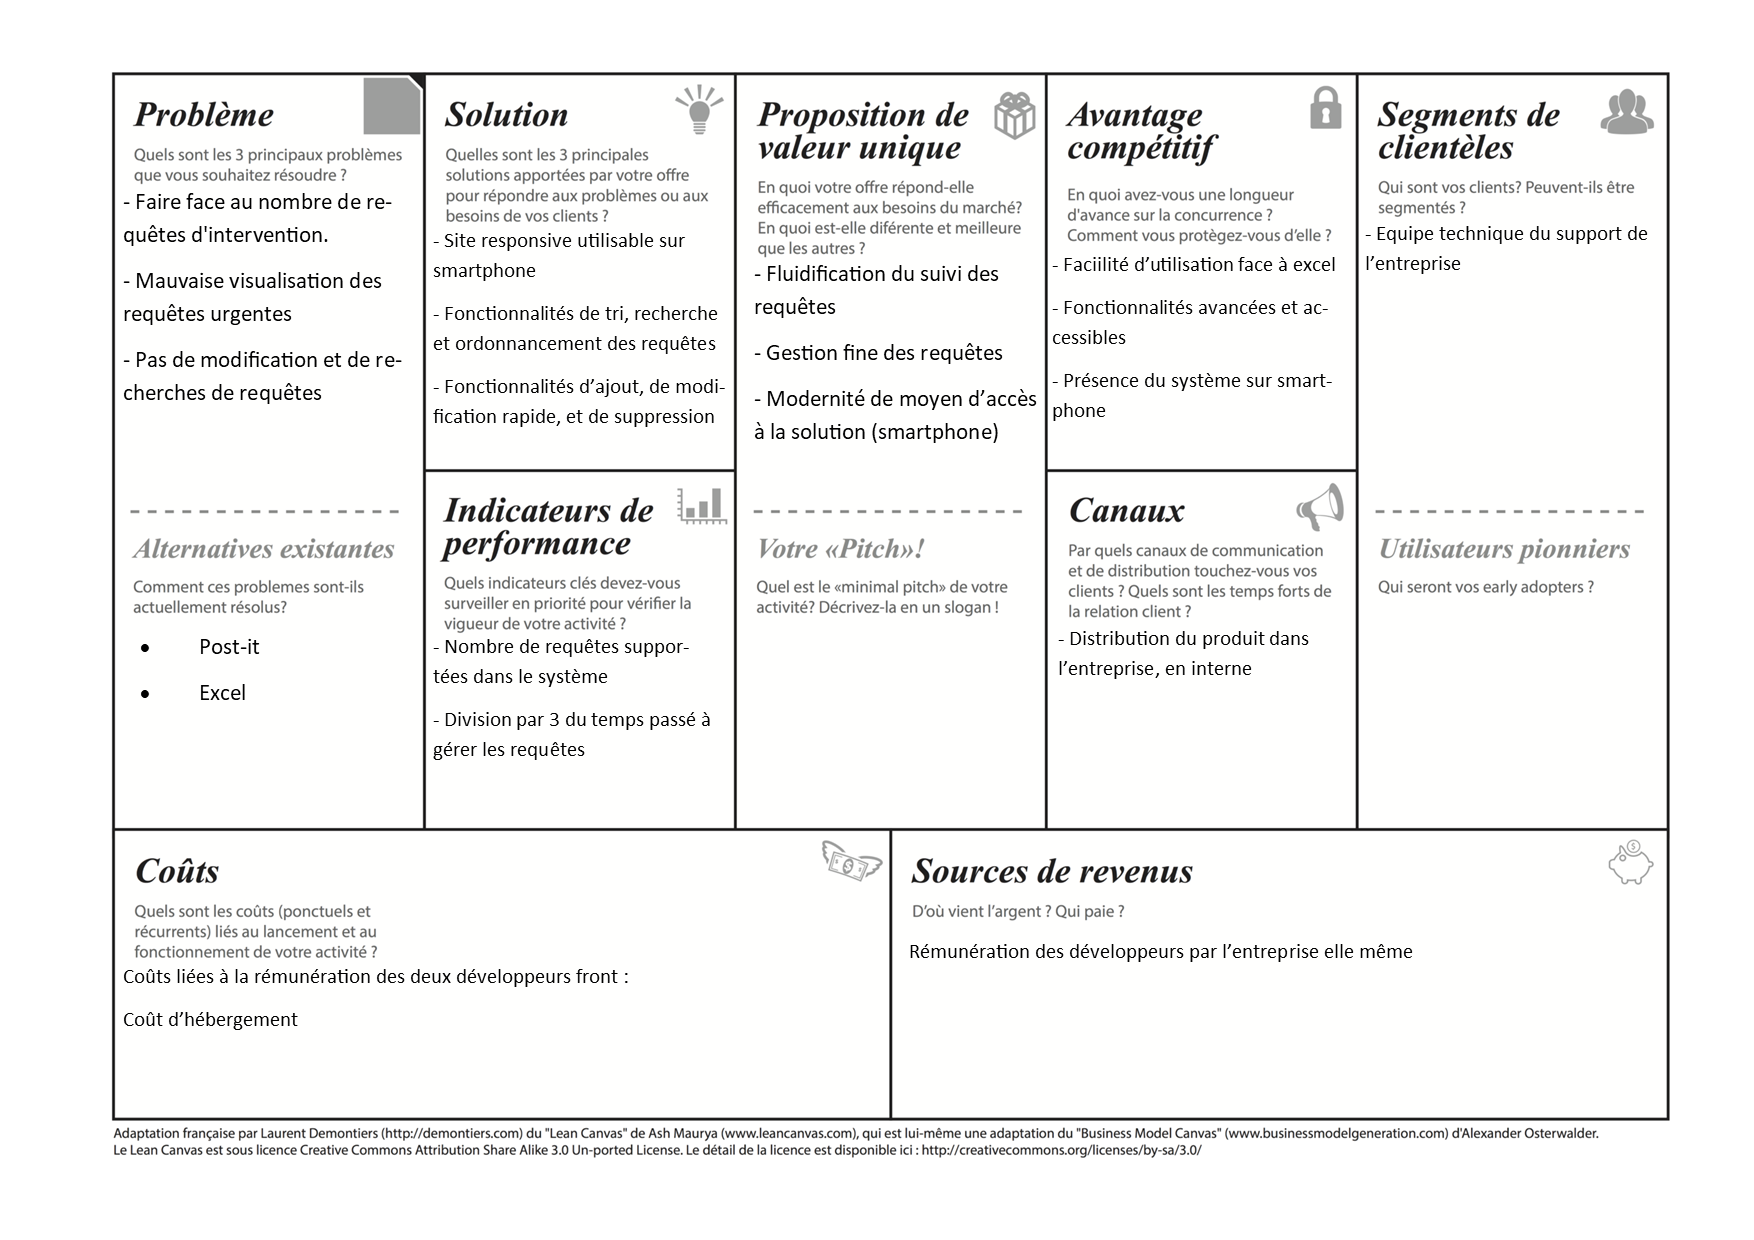 Problème
Quels sont les 3 principaux problèmes
que vous souhaitez résoudre ?
- Faire face au nombre de re-
quêtes d'intervention.
- Mauvaise visualisation des
requêtes urgentes
- Pas de modification et de re-
cherches de requêtes
Alternatives existantes
Comment ces problemes sont-ils
actuellement résolus?
• Post-it
• Excel
Solution
Quelles sont les 3 principales
solutions apportées par votre offre
pour répondre aux problèmes ou aux
besoins de vos clients ?
- Site responsive utilisable sur
smartphone
- Fonctionnalités de tri, recherche
et ordonnancement des requêtes
- Fonctionnalités d’ajout, de modi-
fication rapide, et de suppression
Indicateurs de
performance
Quels indicateurs clés devez-vous
surveiller en priorité pour vérifier la
vigueur de votre activité ?
- Nombre de requêtes suppor-
tées dans le système
- Division par 3 du temps passé à
gérer les requêtes
Proposition de
valeur unique
En quoi votre offre répond-elle
efficacement aux besoins du marché?
En quoi est-elle diférente et meilleure
que les autres ?
- Fluidification du suivi des
requêtes
- Gestion fine des requêtes
- Modernité de moyen d’accès
à la solution (smartphone)
Votre «Pitch»!
Quel est le «minimal pitch» de votre
activité? Décrivez-la en un slogan !
Avantage
compétitif
En quoi avez-vous une longueur
d'avance sur la concurrence ?
Comment vous protègez-vous d’elle ?
- Faciilité d’utilisation face à excel
- Fonctionnalités avancées et ac-
cessibles
- Présence du système sur smart-
phone
Canaux
Par quels canaux de communication
et de distribution touchez-vous vos
clients ? Quels sont les temps forts de
la relation client ?
- Distribution du produit dans
l’entreprise, en interne
Segments de
clientèles
Qui sont vos clients? Peuvent-ils être
segmentés ?
- Equipe technique du support de
l’entreprise
Utilisateurs pionniers
Qui seront vos early adopters ?
Coûts
Quels sont les coûts (ponctuels et
récurrents) liés au lancement et au
fonctionnement de votre activité ?
Coûts liées à la rémunération des deux développeurs front :
Coût d’hébergement
Sources de revenus
D’où vient l’argent ? Qui paie ?
Rémunération des développeurs par l’entreprise elle même
Adaptation française par Laurent Demontiers (http://demontiers.com) du "Lean Canvas" de Ash Maurya (www.leancanvas.com), qui est lui-même une adaptation du "Business Model Canvas" (www.businessmodelgeneration.com) d'Alexander Osterwalder.
Le Lean Canvas est sous licence Creative Commons Attribution Share Alike 3.0 Un-ported License. Le détail de la licence est disponible ici : http://creativecommons.org/licenses/by-sa/3.0/